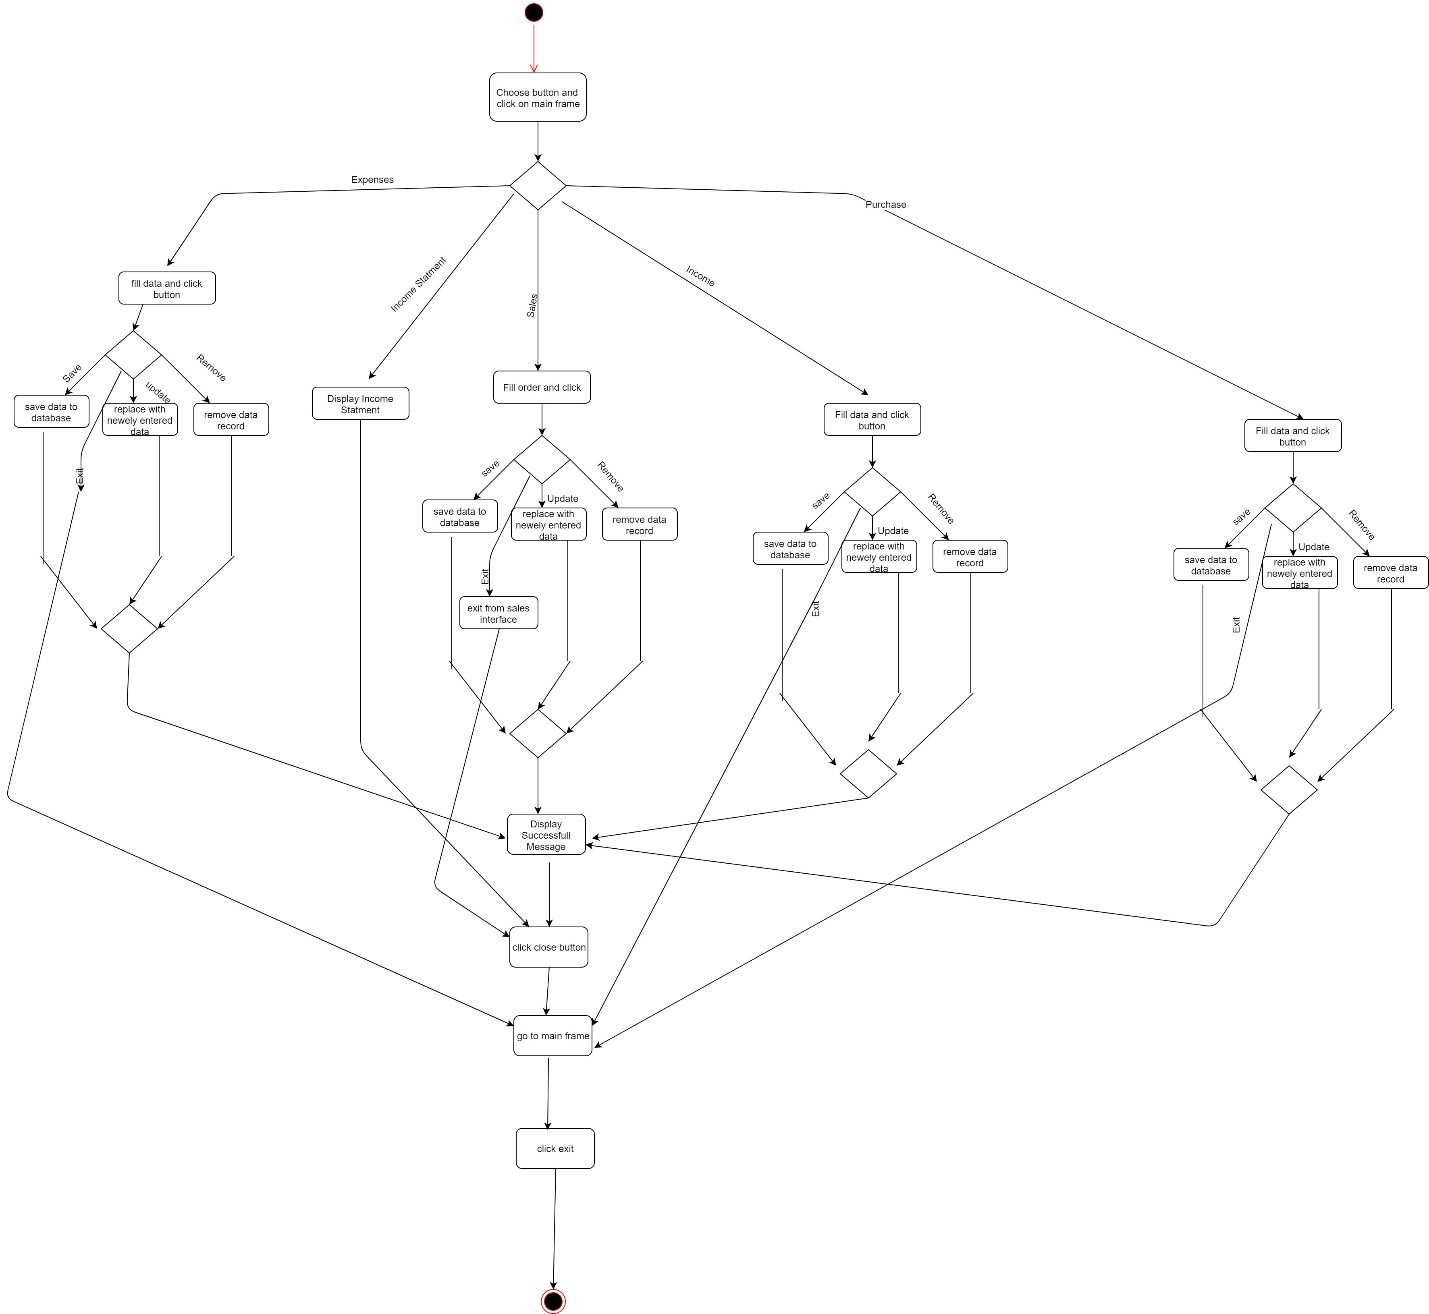 Choose button and
click on main frame
Expenses
Purchase
Income Statment
Sales
Income
fill data and click
button
Save
update
Remove
Exit
save data to
database
replace with
newely entered
data
remove data
record
Display Income
Statment
Fill order and click
save
Update
Remove
Exit
save data to
database
replace with
newely entered
data
remove data
record
exit from sales
interface
Fill data and click
button
save
Update
Remove
Exit
save data to
database
replace with
newely entered
data
remove data
record
Fill data and click
button
save
Update
Remove
Exit
save data to
database
replace with
newely entered
data
remove data
record
Display
Successfull
Message
click close button
go to main frame
click exit